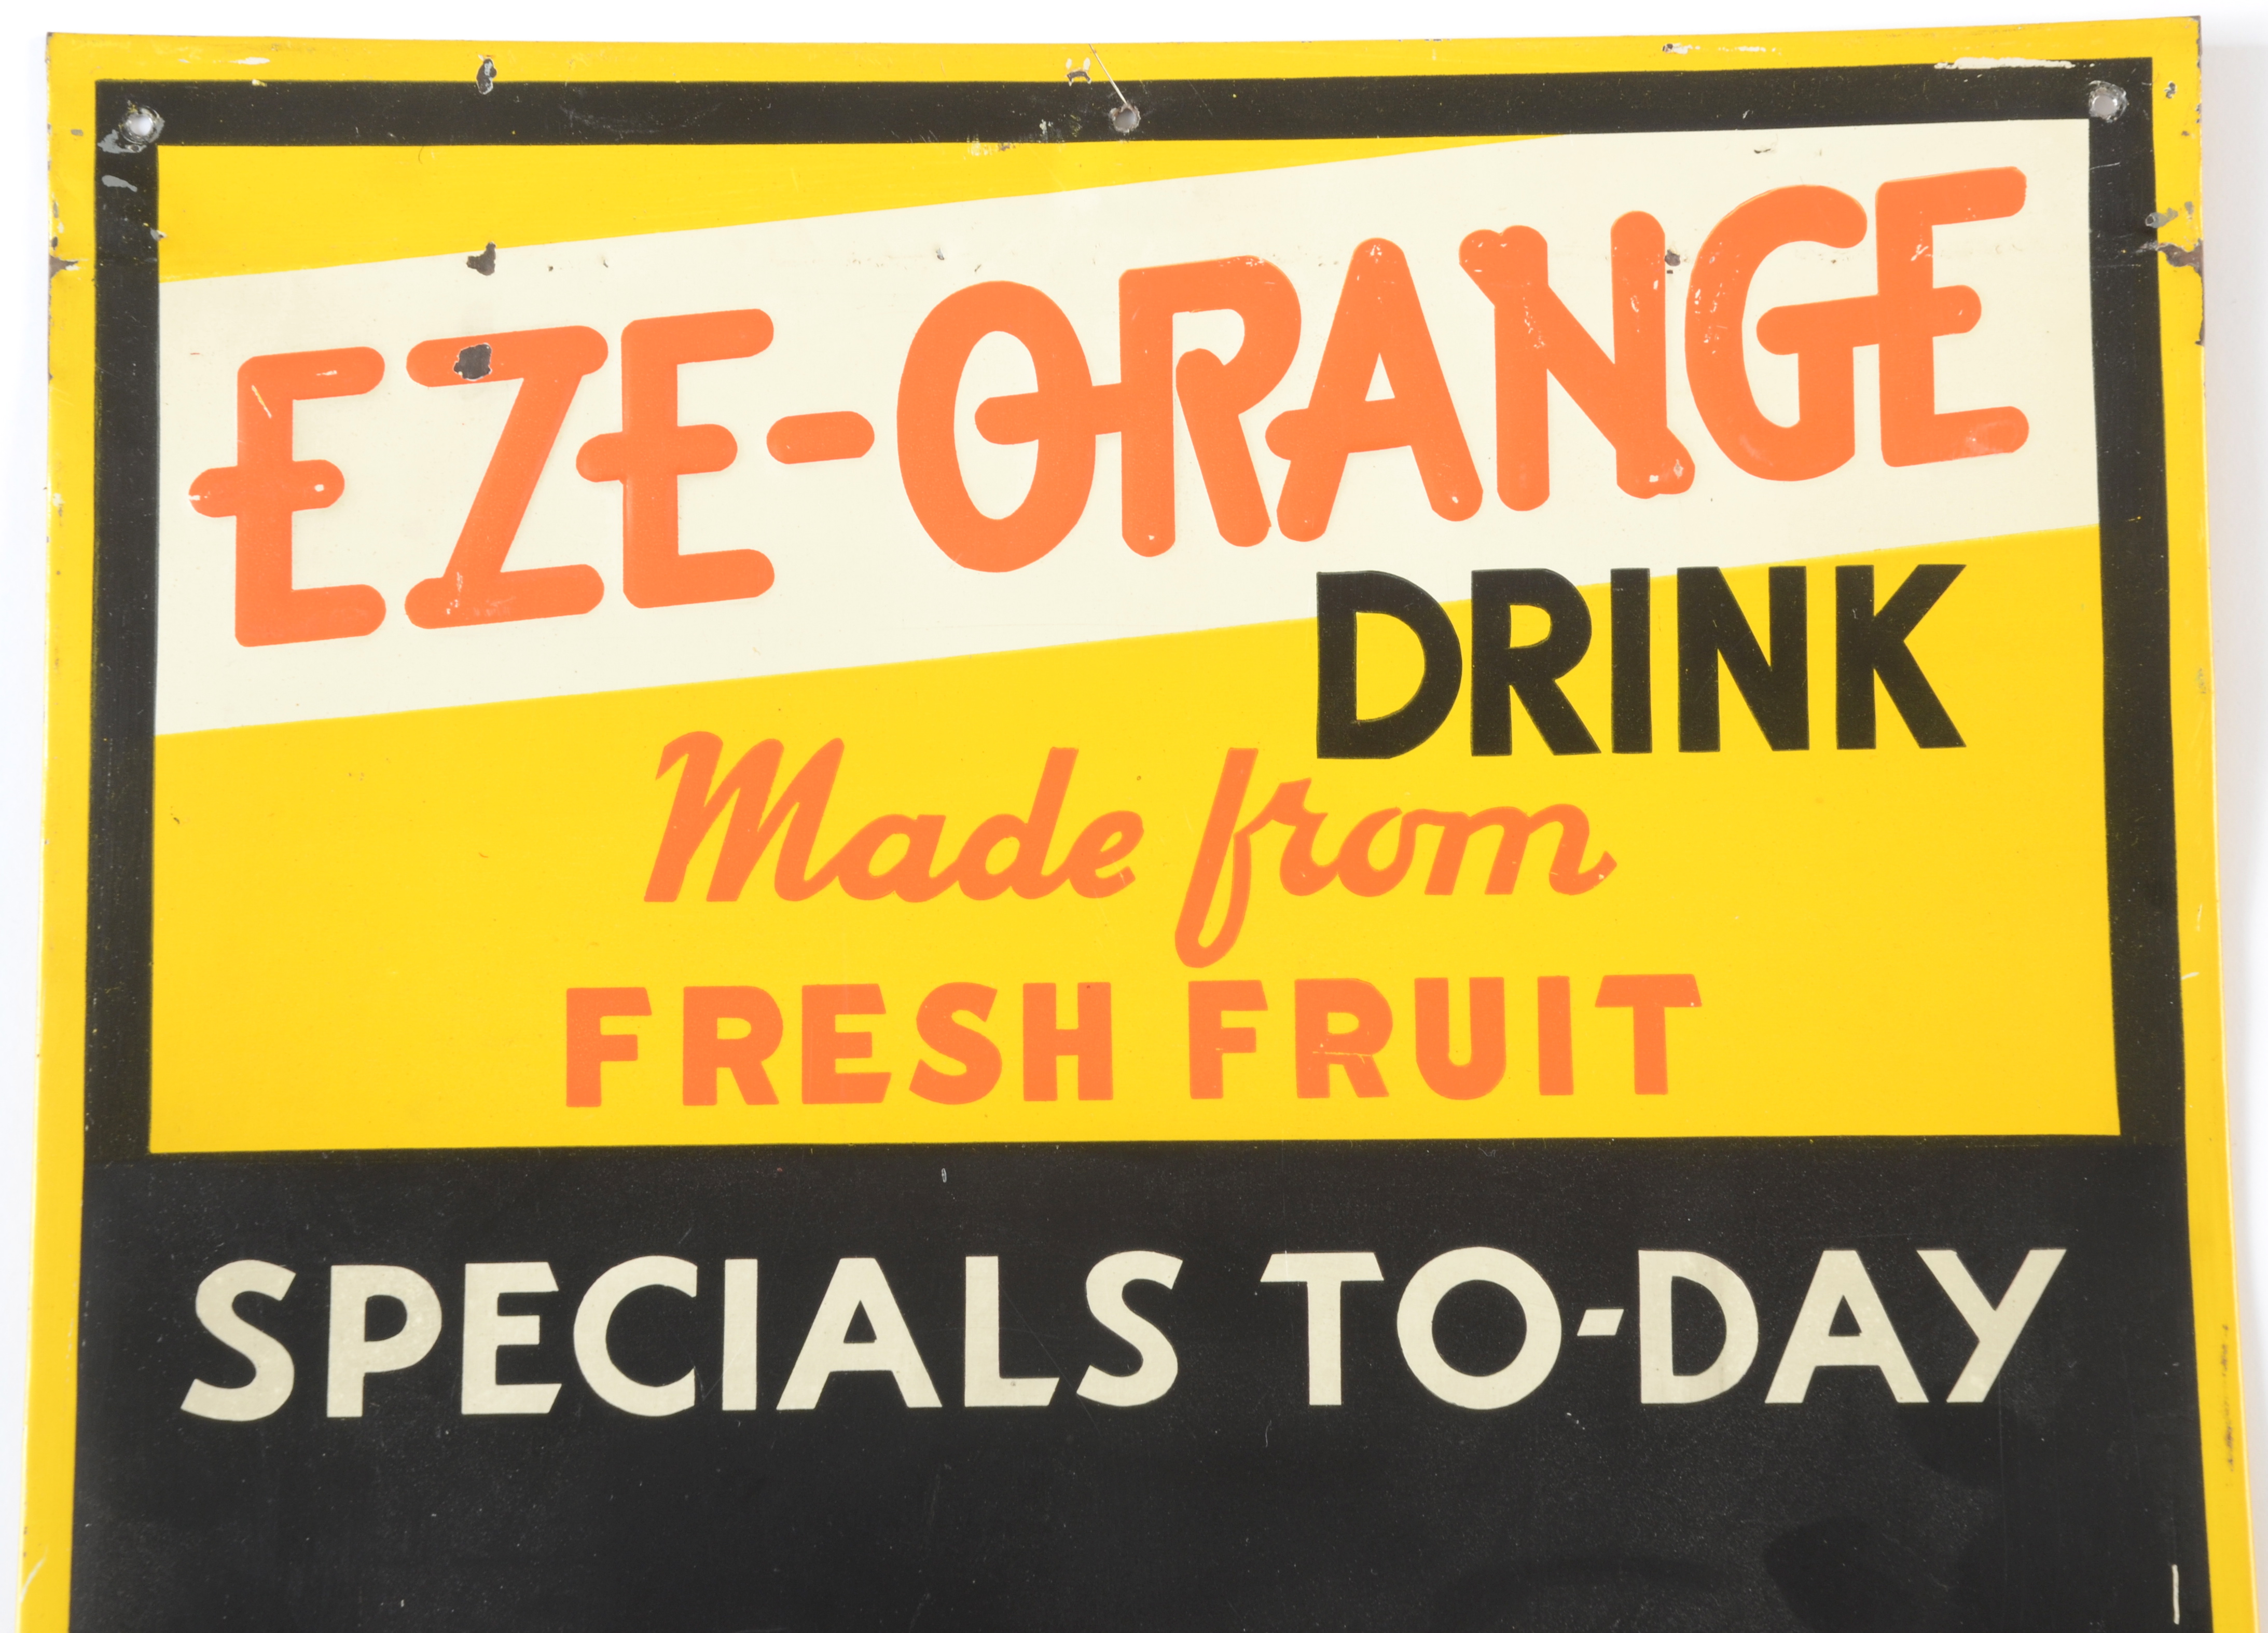 EZE-ORANGE
DRINK
Made from
FRESH FRUIT
SPECIALS TO-DAY